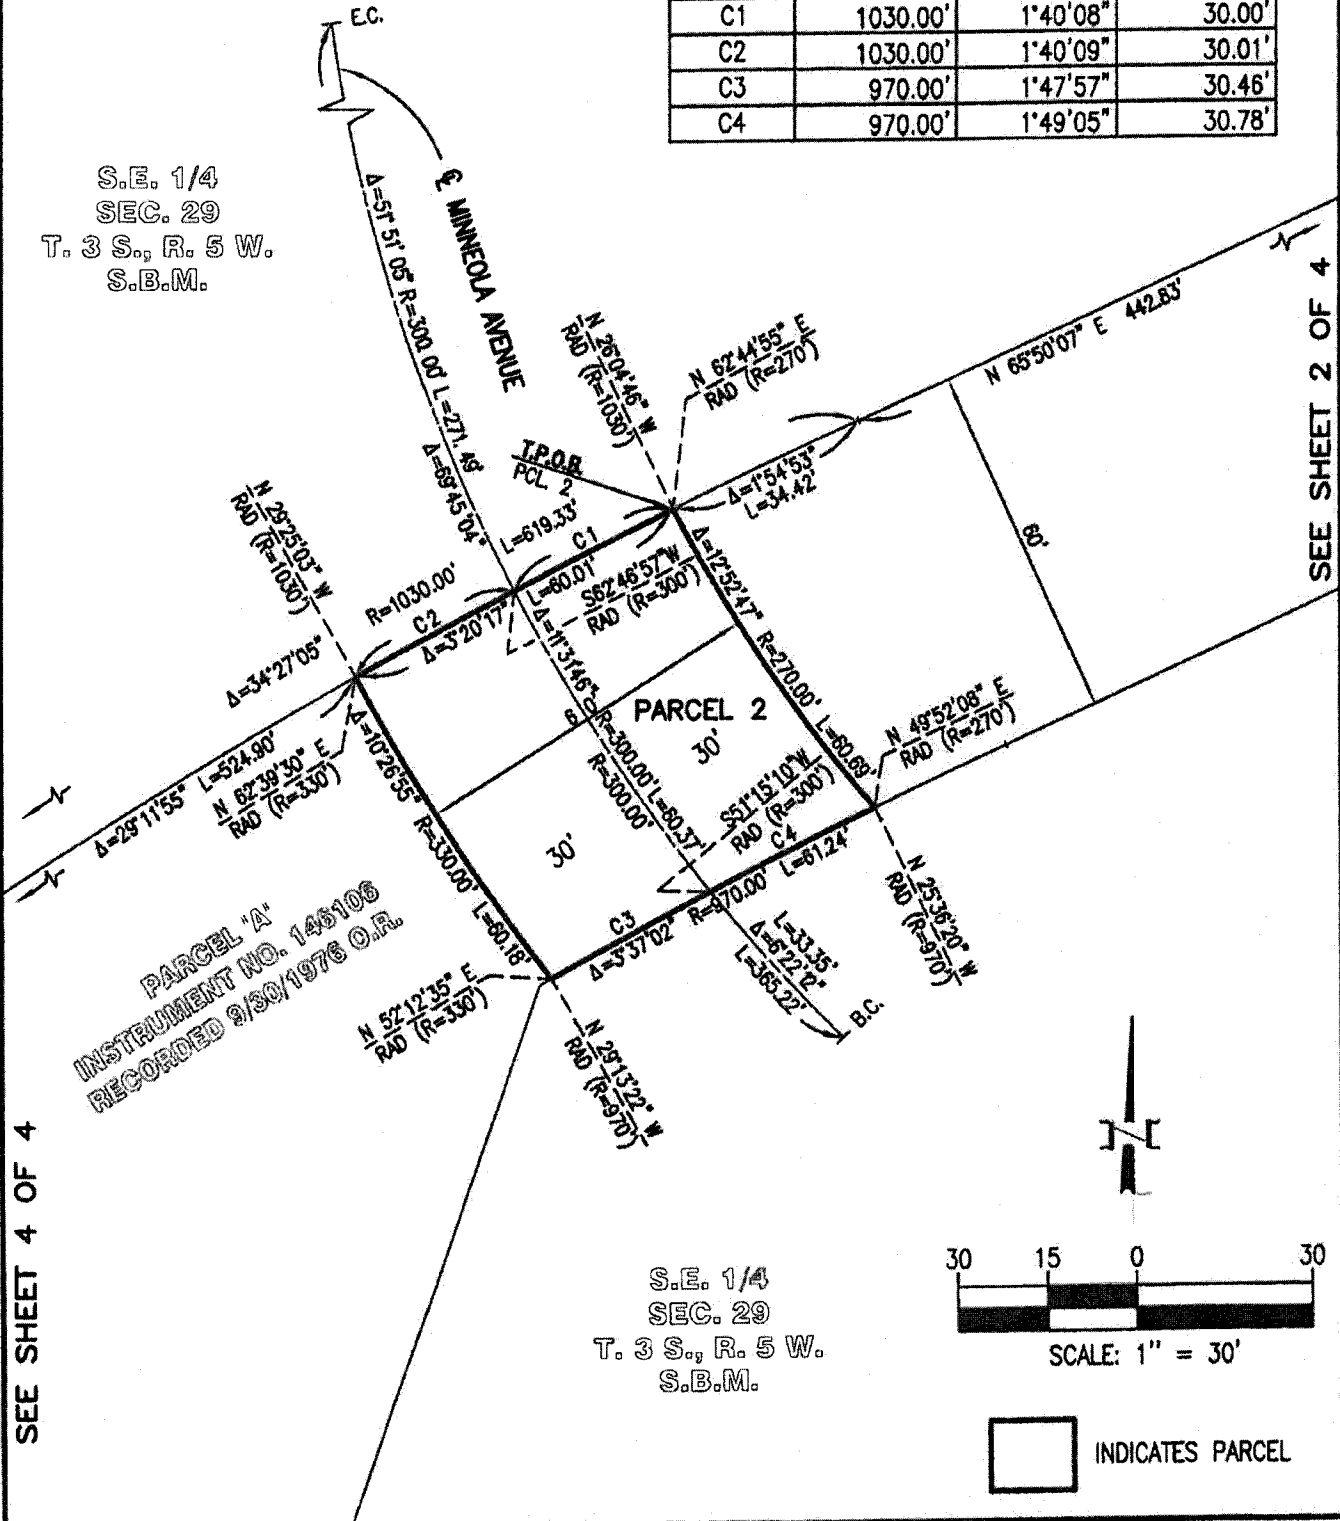 E.C.
C1 1030.00' 1°40'08" 30.00'
C2 1030.00' 1°40'09" 30.01'
C3 970.00' 1°47'57" 30.46'
C4 970.00' 1°49'05" 30.78'
S.E. 1/4
SEC. 29
T. 3 S., R. 5 W.
S.B.M.
℄ MINNEOLA AVENUE
Δ=51°51'05" R=300.00' L=271.49'
Δ=69°45'04"
N 26°04'46" W
RAD (R=1030')
N 62°44'55" E
RAD (R=270')
N 65°50'07" E 442.83'
SEE SHEET 2 OF 4
T.P.O.B.
PCL. 2
Δ=1°54'53"
L=34.42'
60'
N 29°25'03" W
RAD (R=1030')
L=619.33'
C1
L=60.01'
R=1030.00'
C2
Δ=3°20'17"
S62°46'57"W
RAD (R=300')
Δ=12°52'47" R=270.00' L=60.69'
Δ=34°27'05"
Δ=11°31'46"
R=300.00' L=60.37'
R=300.00'
PARCEL 2
30'
30'
N 49°52'08" E
RAD (R=270')
L=524.90'
Δ=29°11'55"
N 62°39'30" E
RAD (R=330')
Δ=10°26'55" R=330.00' L=60.18'
S51°15'10"W
RAD (R=300')
C4
L=61.24'
R=970.00'
C3
Δ=3°37'02"
N 25°36'20" W
RAD (R=970')
L=33.35'
Δ=6°22'12"
L=365.22'
B.C.
PARCEL 'A'
INSTRUMENT NO. 146106
RECORDED 9/30/1976 O.R.
N 52°12'35" E
RAD (R=330')
N 29°13'22" W
RAD (R=970')
SEE SHEET 4 OF 4
S.E. 1/4
SEC. 29
T. 3 S., R. 5 W.
S.B.M.
30 15 0 30
SCALE: 1" = 30'
INDICATES PARCEL